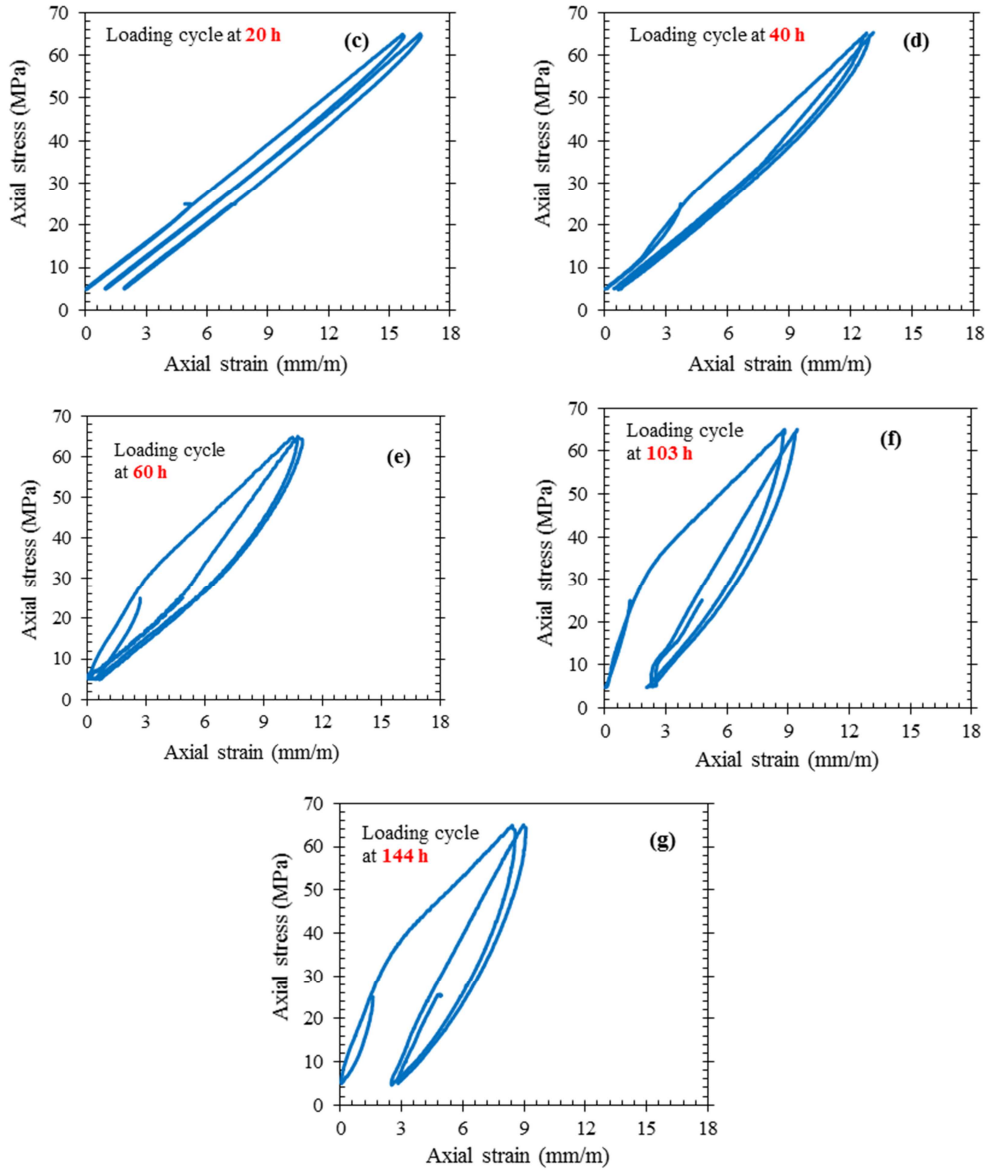 Loading cycle at 20 h
(c)
Axial stress (MPa)
70
60
50
40
30
20
10
0
0 3 6 9 12 15 18
Axial strain (mm/m)
Loading cycle at 40 h
(d)
Axial stress (MPa)
70
60
50
40
30
20
10
0
0 3 6 9 12 15 18
Axial strain (mm/m)
Loading cycle
at 60 h
(e)
Axial stress (MPa)
70
60
50
40
30
20
10
0
0 3 6 9 12 15 18
Axial strain (mm/m)
Loading cycle
at 103 h
(f)
Axial stress (MPa)
70
60
50
40
30
20
10
0
0 3 6 9 12 15 18
Axial strain (mm/m)
Loading cycle
at 144 h
(g)
Axial stress (MPa)
70
60
50
40
30
20
10
0
0 3 6 9 12 15 18
Axial strain (mm/m)